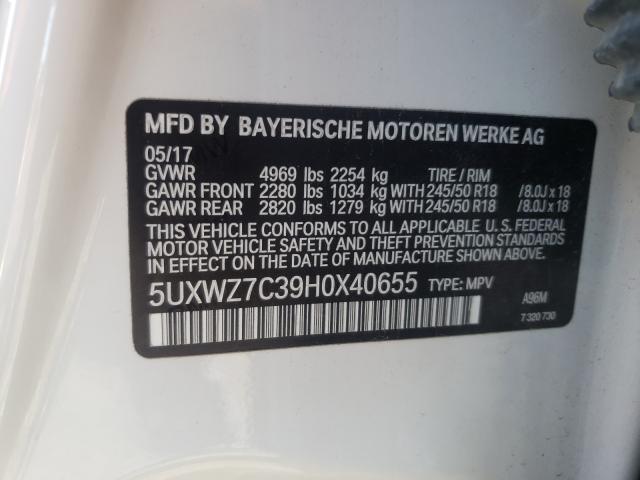 MFD BY BAYERISCHE MOTOREN WERKE AG
05/17
GVWR 4969 lbs 2254 kg TIRE / RIM
GAWR FRONT 2280 lbs 1034 kg WITH 245/50 R18 /8.0J x 18
GAWR REAR 2820 lbs 1279 kg WITH 245/50 R18 /8.0J x 18
THIS VEHICLE CONFORMS TO ALL APPLICABLE U. S. FEDERAL
MOTOR VEHICLE SAFETY AND THEFT PREVENTION STANDARDS
IN EFFECT ON THE DATE OF MANUFACTURE SHOWN ABOVE.
5UXWZ7C39H0X40655 TYPE: MPV
A96M
7 320 730